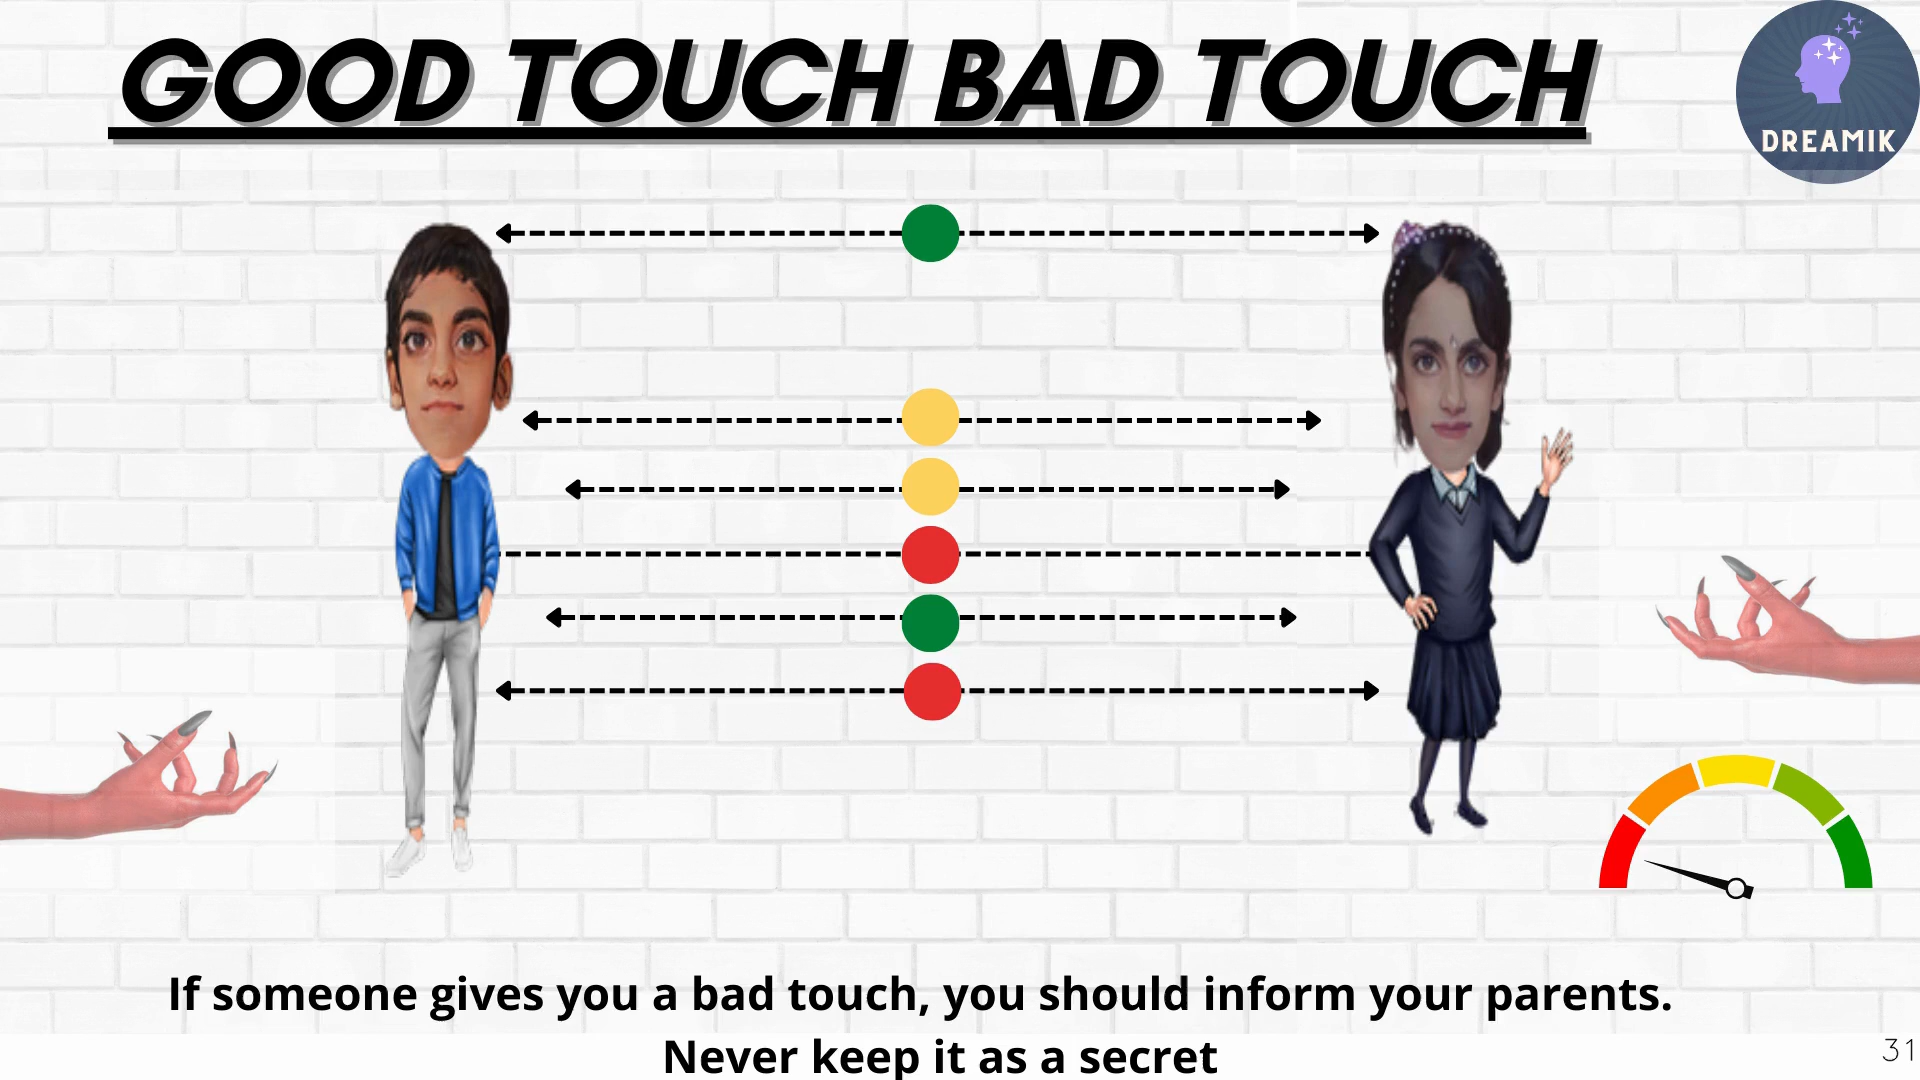 GOOD TOUCH BAD TOUCH
DREAMIK
If someone gives you a bad touch, you should inform your parents.
Never keep it as a secret
31